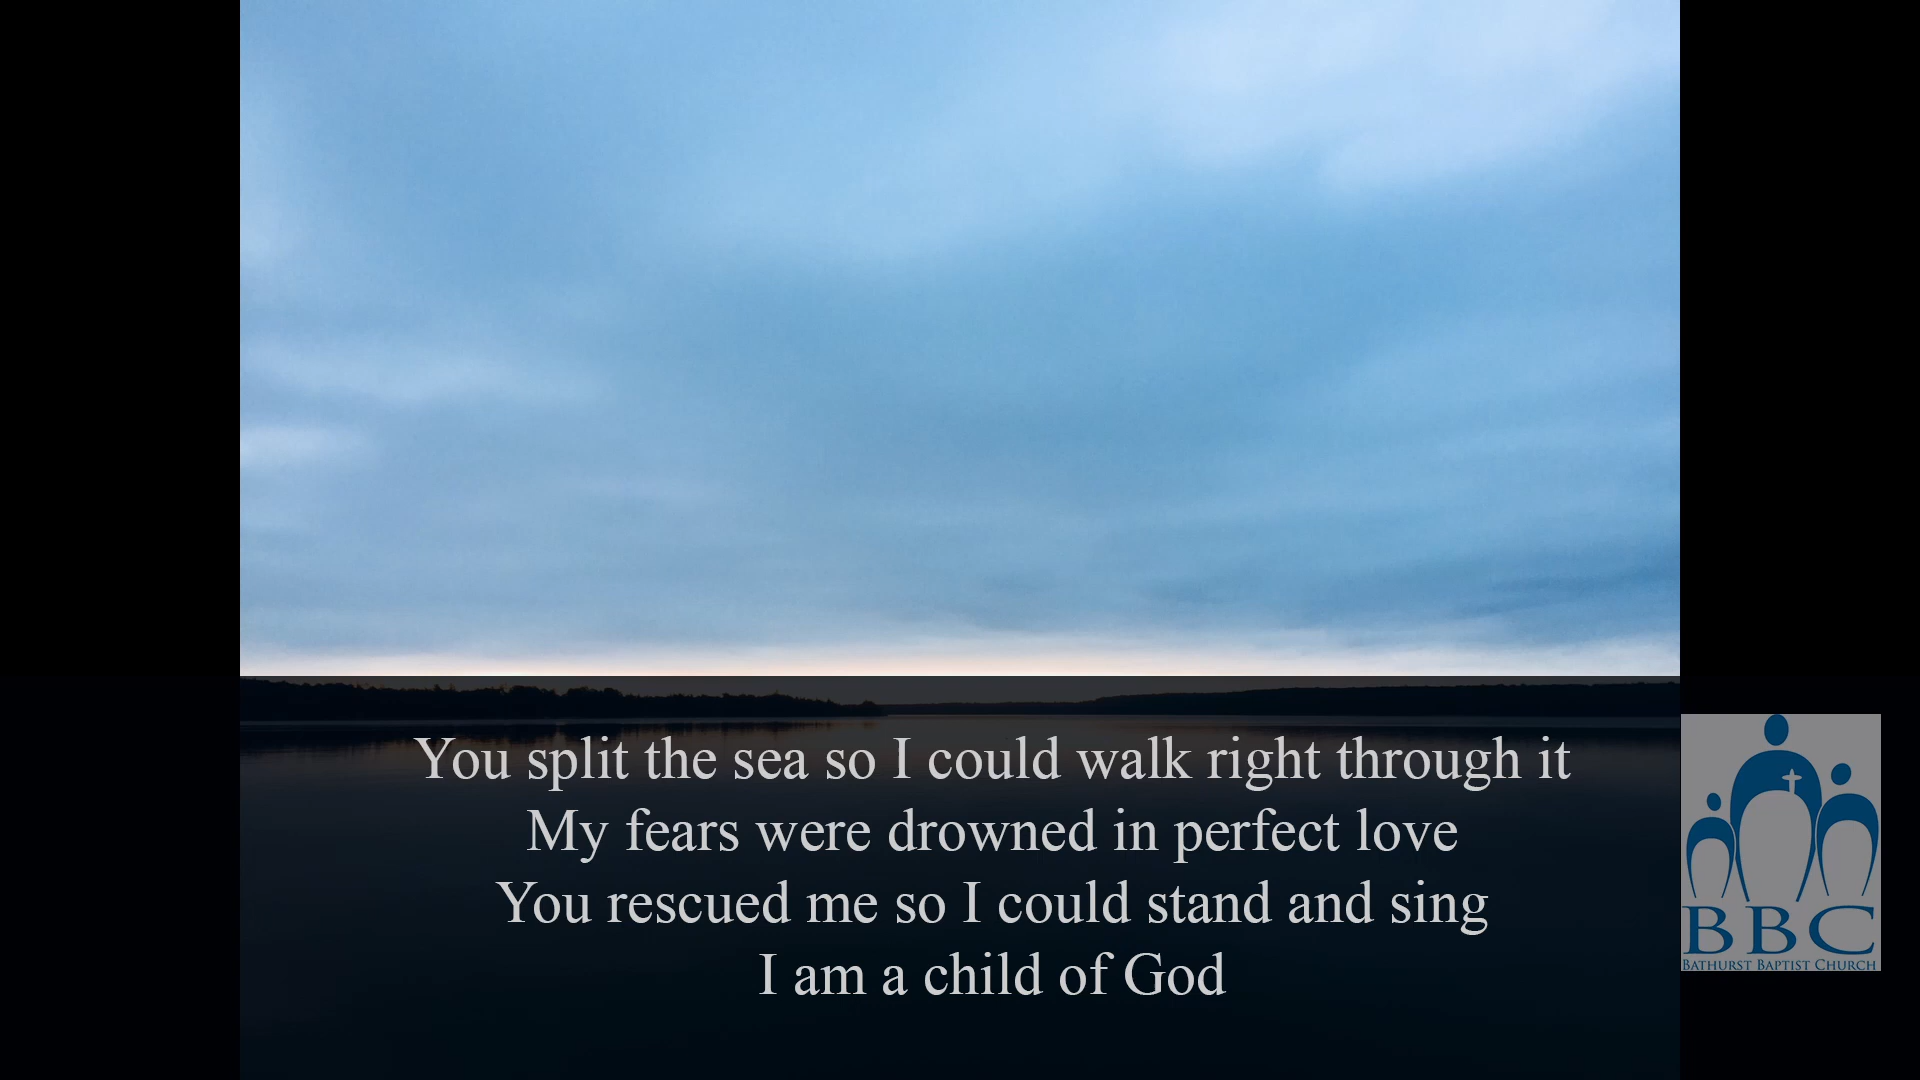 You split the sea so I could walk right through it
My fears were drowned in perfect love
You rescued me so I could stand and sing
I am a child of God
BBC
BATHURST BAPTIST CHURCH